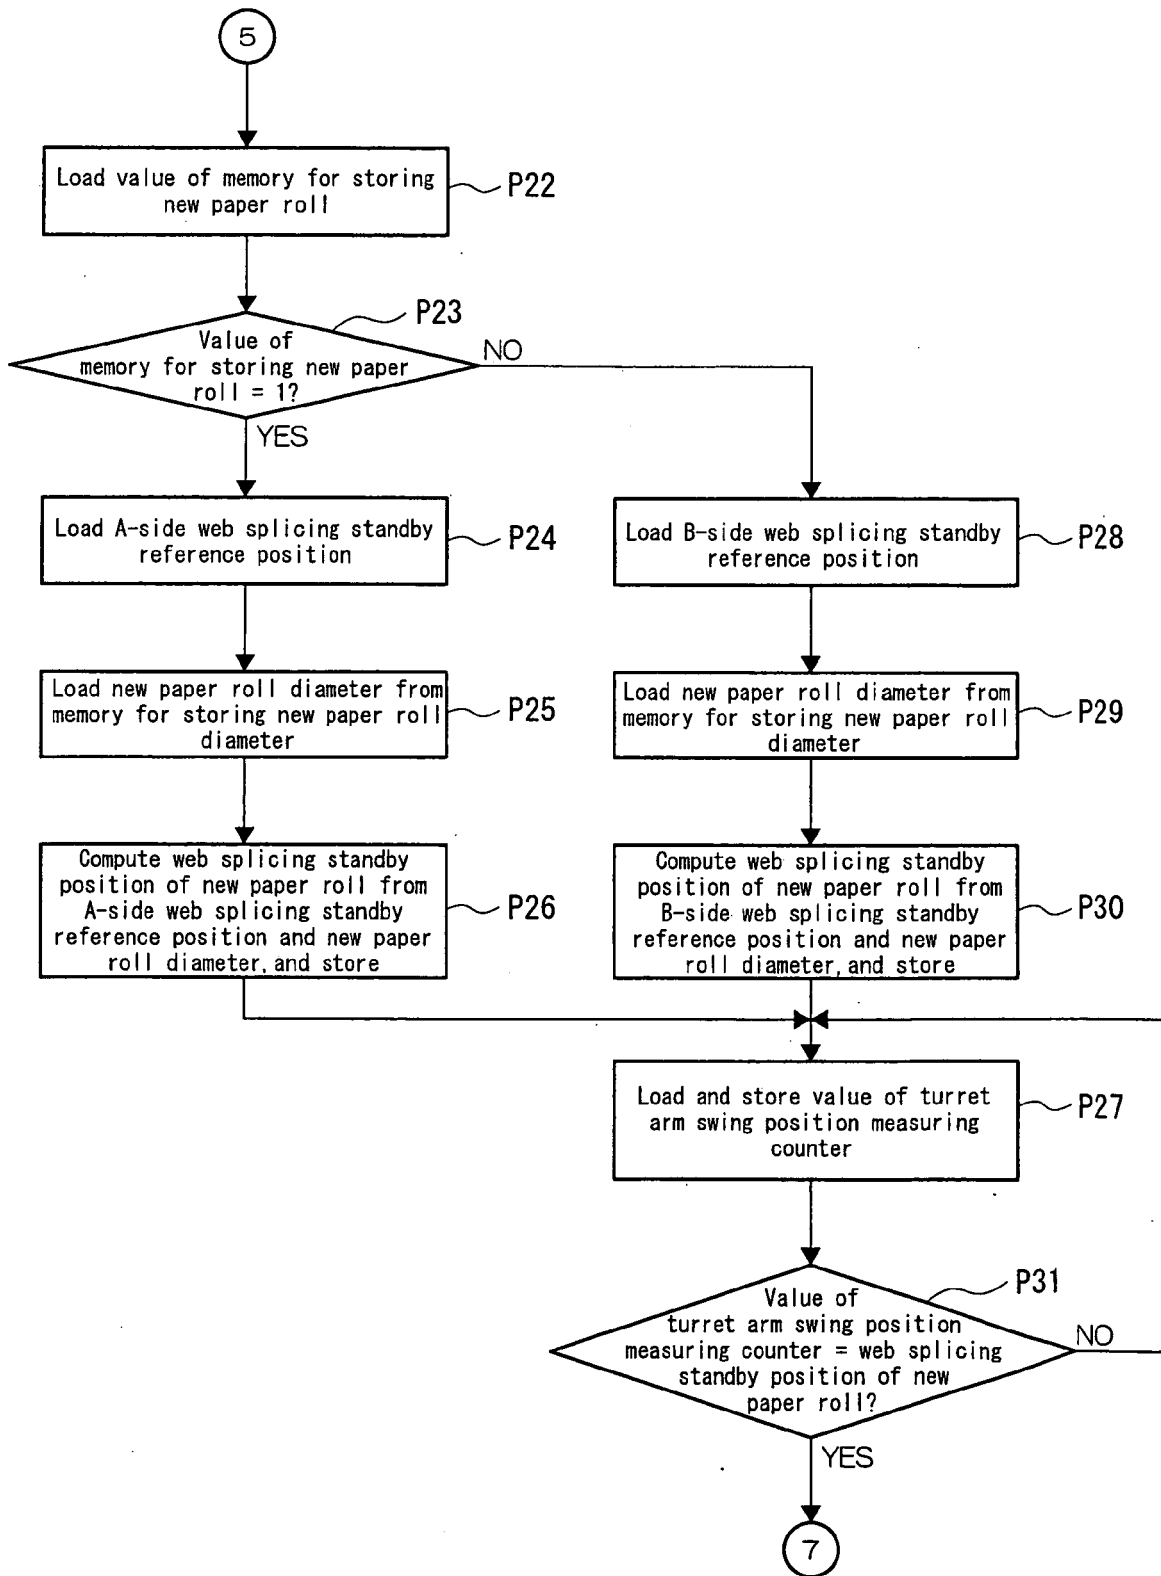 5
Load value of memory for storing
new paper roll
P22
P23
Value of
memory for storing new paper
roll = 1?
NO
YES
Load A-side web splicing standby
reference position
P24
Load B-side web splicing standby
reference position
P28
Load new paper roll diameter from
memory for storing new paper roll
diameter
P25
Load new paper roll diameter from
memory for storing new paper roll
diameter
P29
Compute web splicing standby
position of new paper roll from
A-side web splicing standby
reference position and new paper
roll diameter, and store
P26
Compute web splicing standby
position of new paper roll from
B-side web splicing standby
reference position and new paper
roll diameter, and store
P30
Load and store value of turret
arm swing position measuring
counter
P27
P31
Value of
turret arm swing position
measuring counter = web splicing
standby position of new
paper roll?
NO
YES
7